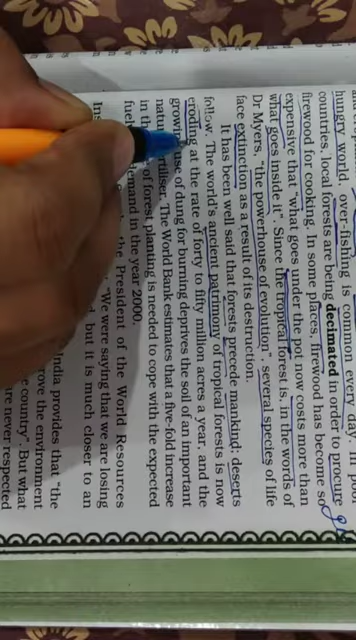 hungry world, over-fishing is common every day. In poor
countries, local forests are being decimated in order to procure
firewood for cooking. In some places, firewood has become so
expensive that "what goes under the pot now costs more than
what goes inside it". Since the tropical forest is, in the words of
Dr Myers, "the powerhouse of evolution", several species of life
face extinction as a result of its destruction.
It has been well said that forests precede mankind; deserts
follow. The world's ancient patrimony of tropical forests is now
eroding at the rate of forty to fifty million acres a year, and the
growing use of dung for burning deprives the soil of an important
natural fertiliser. The World Bank estimates that a five-fold increase
in the of forest planting is needed to cope with the expected
fuel demand in the year 2000.
the President of the World Resources
Ins "We were saying that we are losing
but it is much closer to an
India provides that "the
the environment
country". But what
are never respected